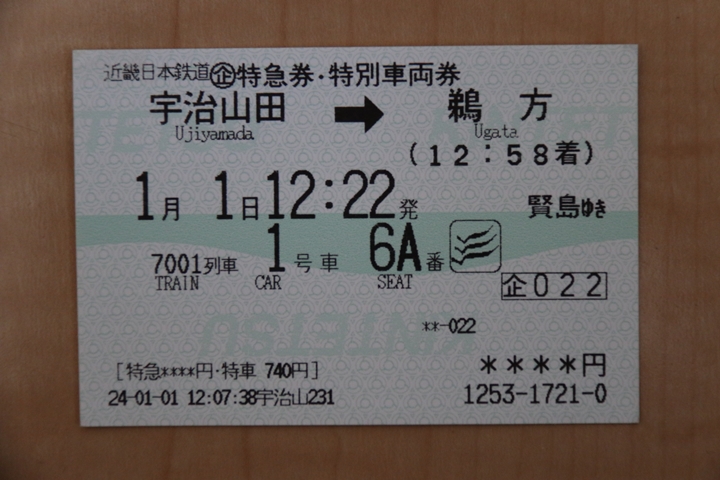 近畿日本鉄道 ㊭特急券・特別車両券
宇治山田 ➡ 鵜方
Ujiyamada Ugata
(12:58着)
1月 1日 12:22発 賢島ゆき
7001列車 1号車 6A番
TRAIN CAR SEAT
企022
**-022
[特急****円・特車 740円] ****円
24-01-01 12:07:38宇治山231 1253-1721-0
KINTETSU